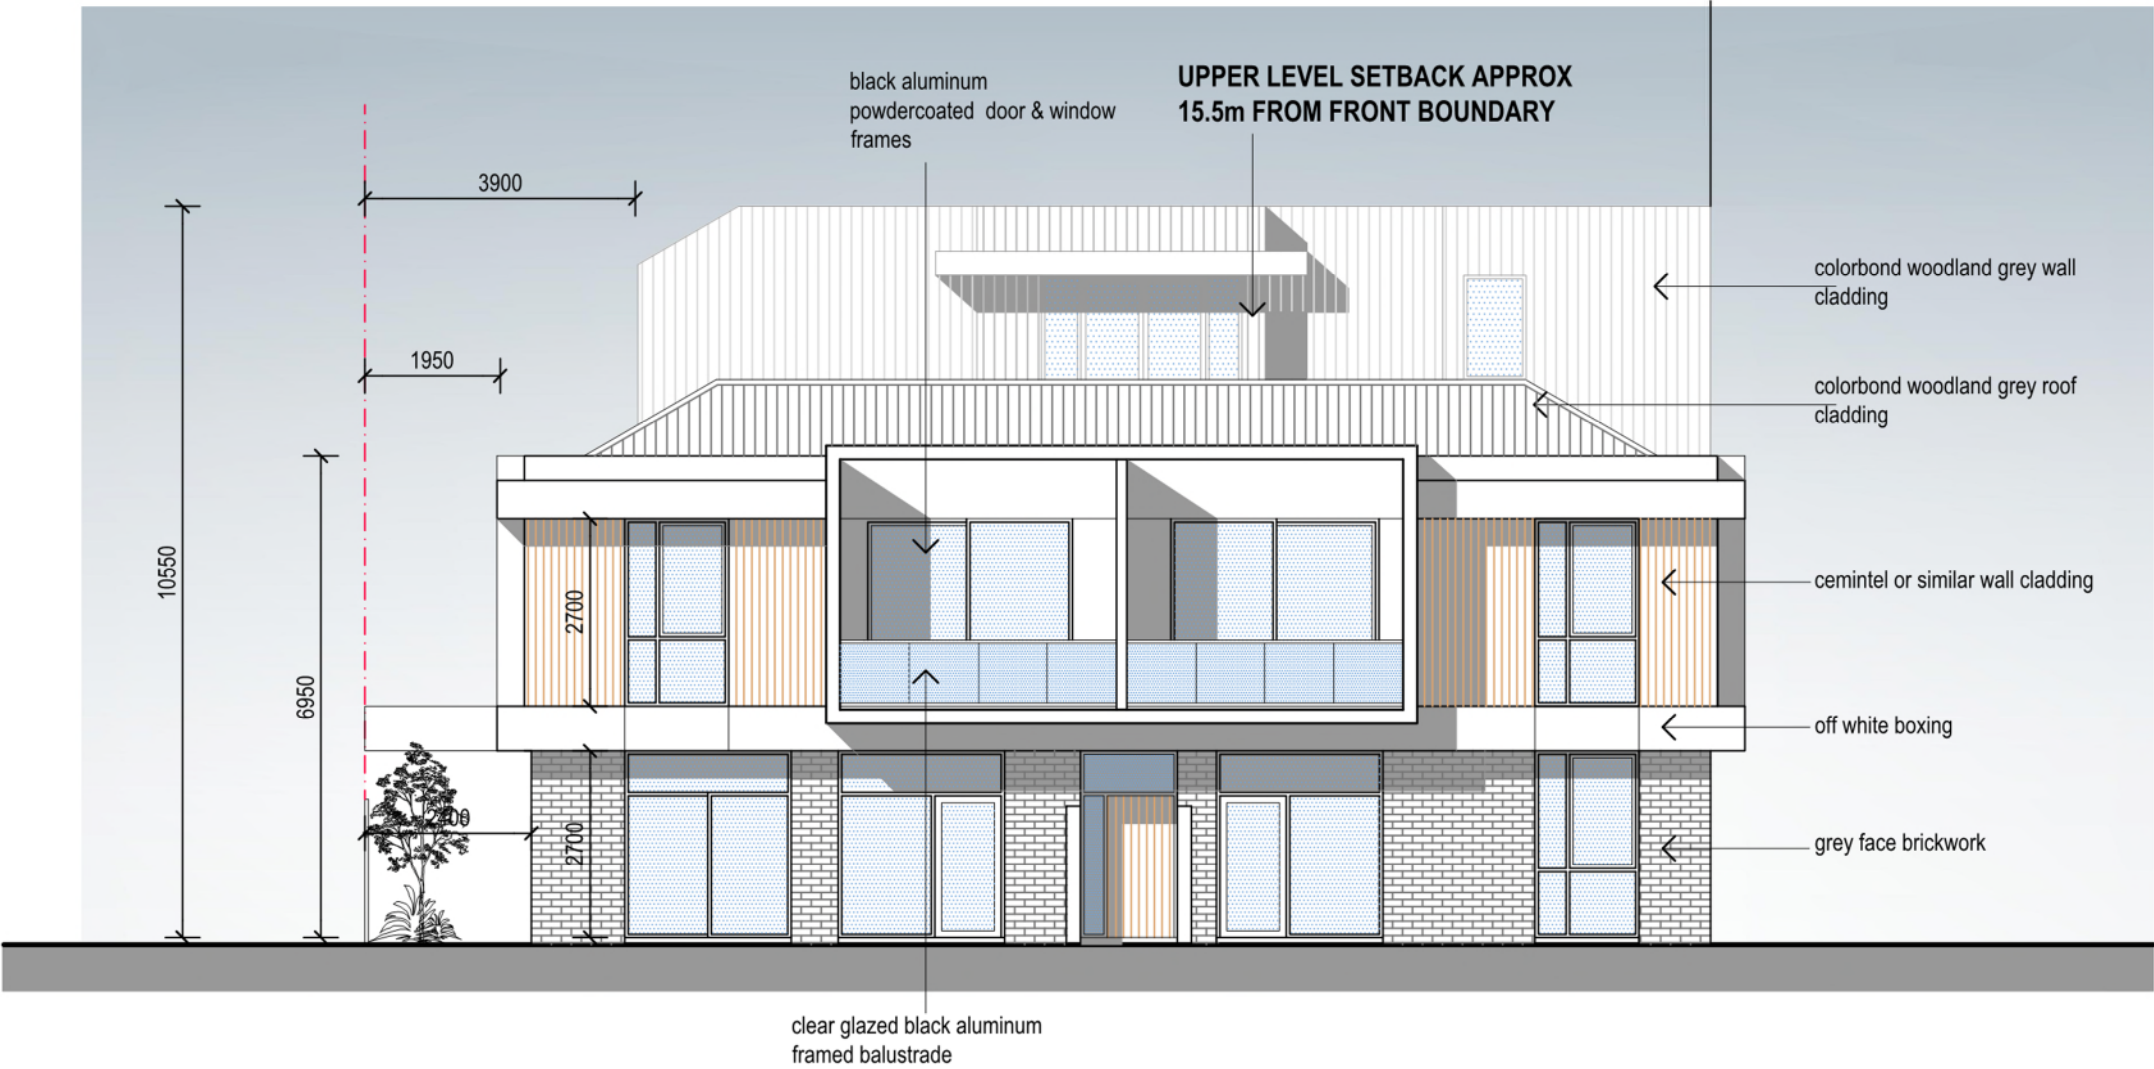 black aluminum
powdercoated door & window
frames
UPPER LEVEL SETBACK APPROX
15.5m FROM FRONT BOUNDARY
3900
colorbond woodland grey wall
cladding
1950
colorbond woodland grey roof
cladding
10550
6950
2700
cemintel or similar wall cladding
off white boxing
2700
grey face brickwork
clear glazed black aluminum
framed balustrade